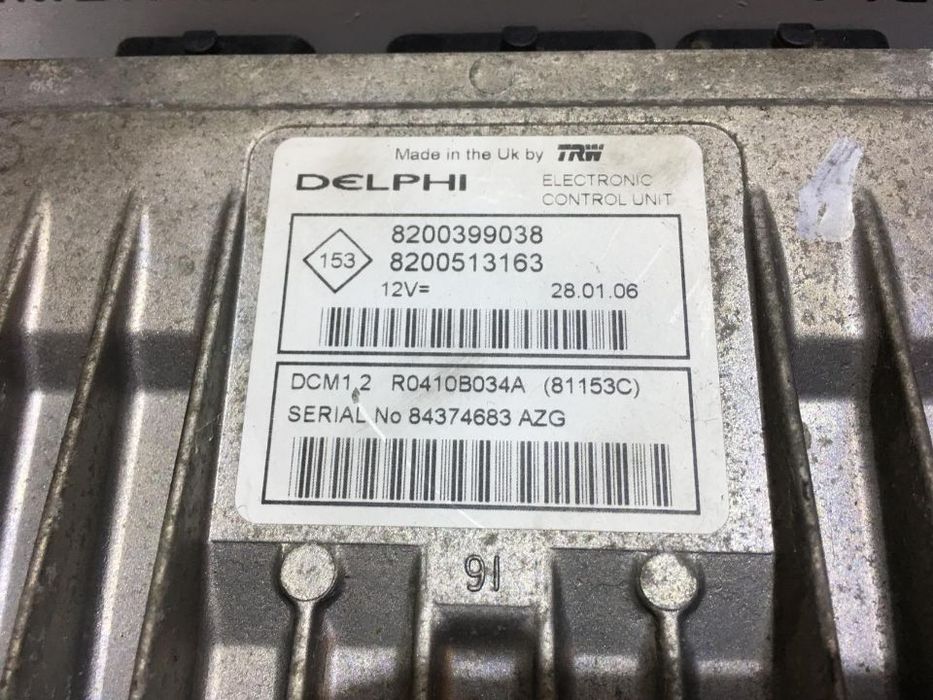 Made in the Uk by TRW
DELPHI
ELECTRONIC
CONTROL UNIT
153
8200399038
8200513163
12V=
28.01.06
DCM1,2 R0410B034A (81153C)
SERIAL No 84374683 AZG
91